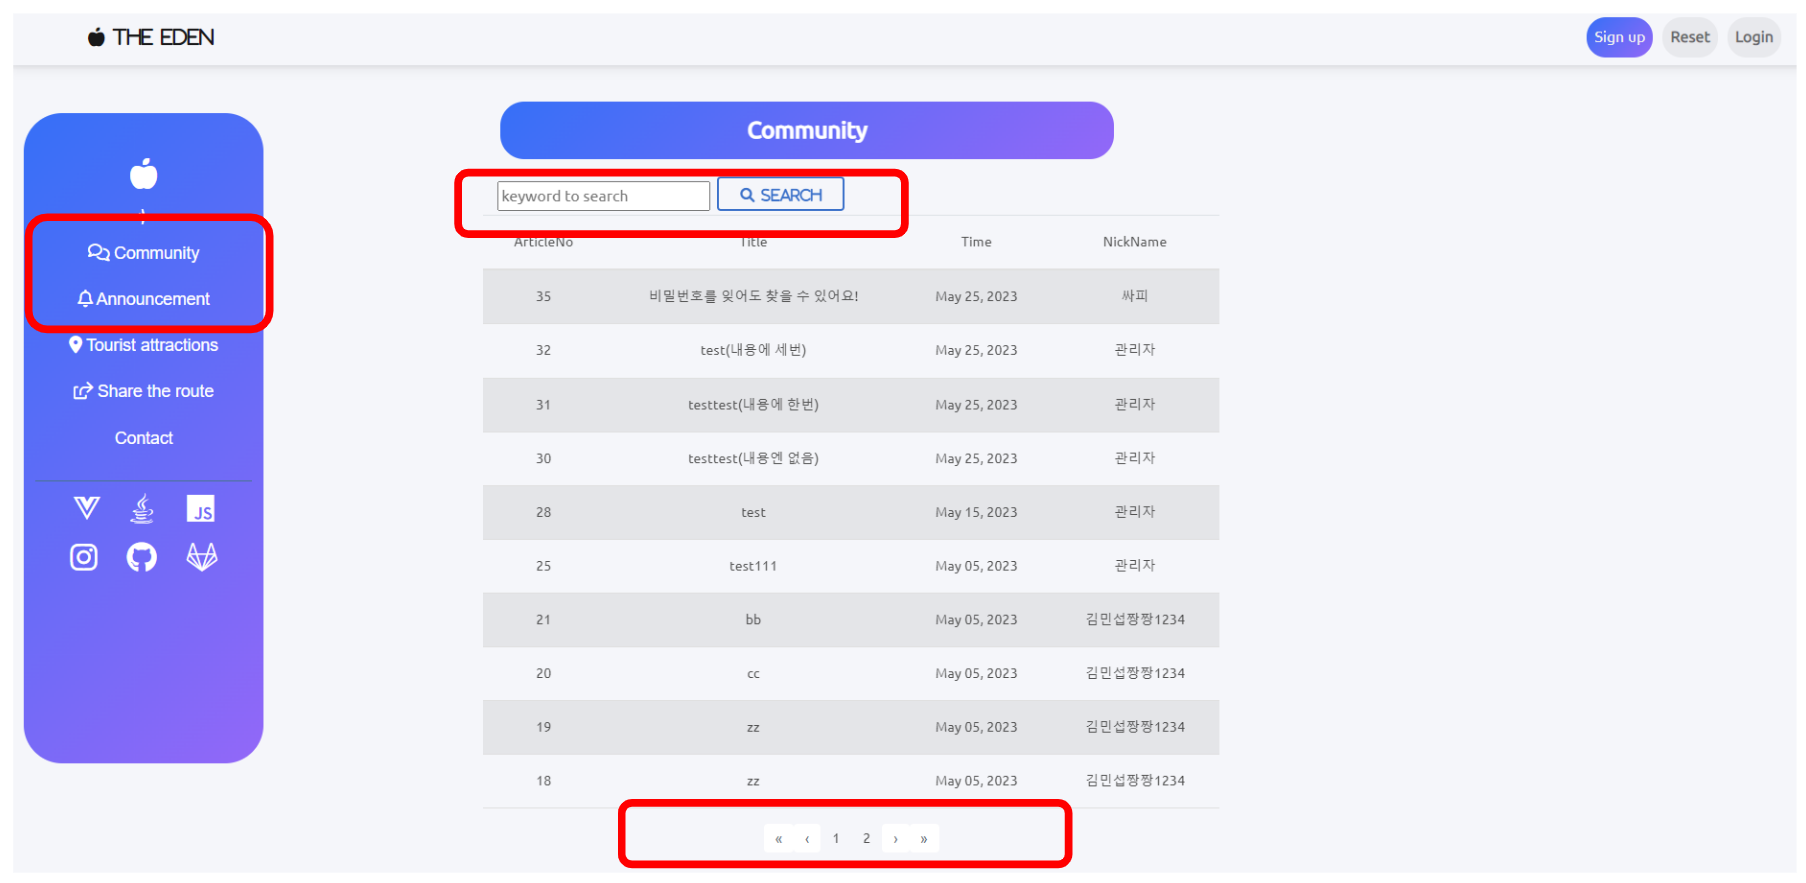 THE EDEN
Sign up Reset Login
Community
keyword to search SEARCH
Community
Announcement
Tourist attractions
Share the route
Contact
JS
ArticleNo Title Time NickName
35 비밀번호를 잊어도 찾을 수 있어요! May 25, 2023 싸피
32 test(내용에 세번) May 25, 2023 관리자
31 testtest(내용에 한번) May 25, 2023 관리자
30 testtest(내용엔 없음) May 25, 2023 관리자
28 test May 15, 2023 관리자
25 test111 May 05, 2023 관리자
21 bb May 05, 2023 김민섭짱짱1234
20 cc May 05, 2023 김민섭짱짱1234
19 zz May 05, 2023 김민섭짱짱1234
18 zz May 05, 2023 김민섭짱짱1234
« ‹ 1 2 › »